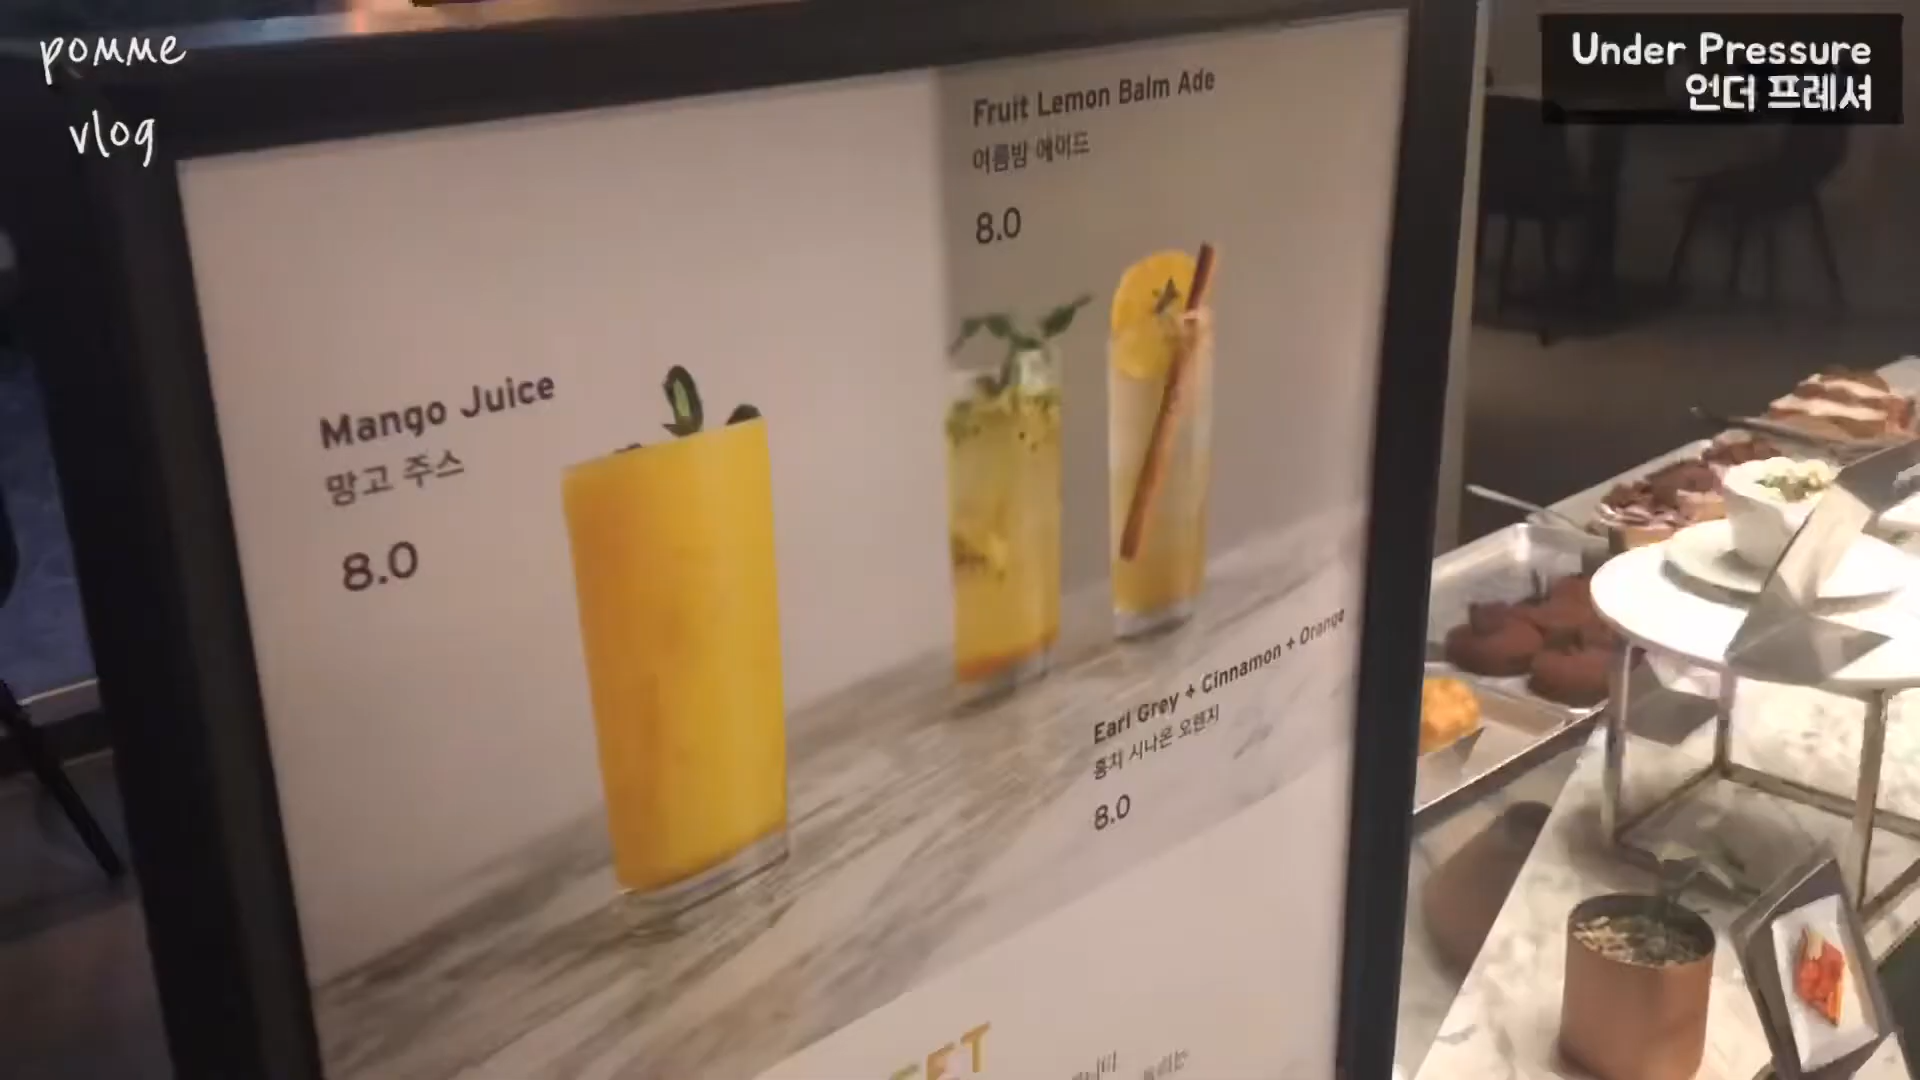 pomme
vlog
Under Pressure
언더 프레셔
Fruit Lemon Balm Ade
여름밤 에이드
8.0
Mango Juice
망고 주스
8.0
Earl Grey + Cinnamon + Orange
홍차 시나몬 오렌지
8.0